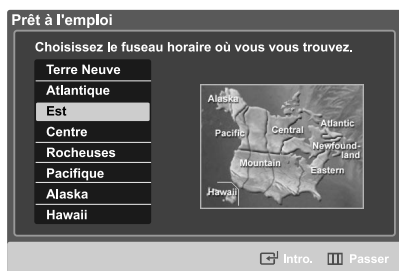 Prêt à l'emploi
Choisissez le fuseau horaire où vous vous trouvez.
Terre Neuve
Atlantique
Est
Centre
Rocheuses
Pacifique
Alaska
Hawaii
Alaska
Pacific
Central
Atlantic
Newfound-
land
Mountain
Eastern
Hawaii
Intro.
Passer